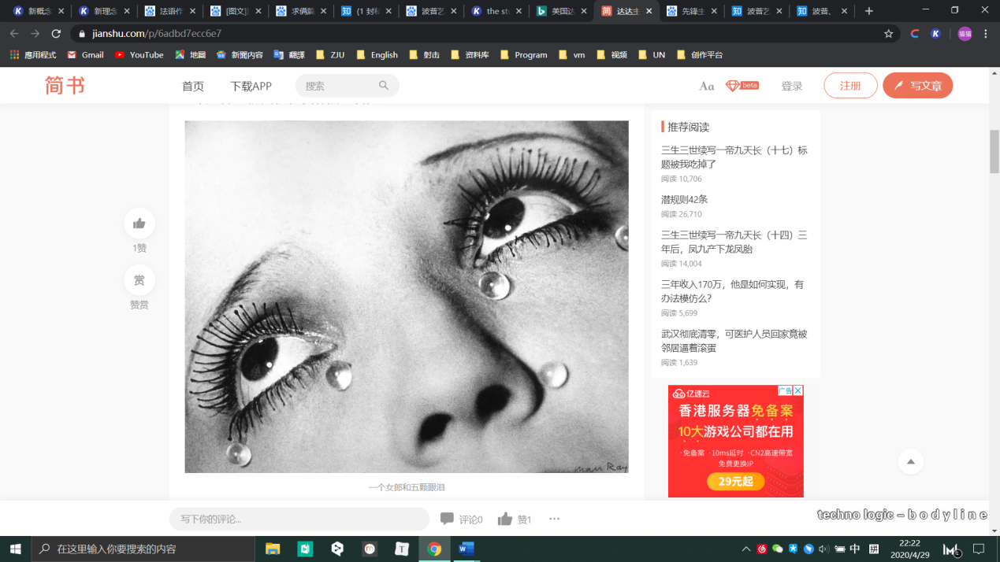 新概念
新理念
法语作
[图文]
求俩篇
(1 封私
波普艺
the st
美国达
达达主
先锋主
波普艺
波普、
jianshu.com/p/6adbd7ecc6e7
應用程式
Gmail
YouTube
地圖
新聞內容
翻譯
ZJU
English
射击
资料库
Program
vm
视频
UN
创作平台
简书
首页
下载APP
搜索
Aa
beta
登录
注册
写文章
1赞
赏
赞赏
Man Ray
一个女郎和五颗眼泪
推荐阅读
三生三世续写一帝九天长（十七）标
题被我吃掉了
阅读 10,706
潜规则42条
阅读 26,710
三生三世续写一帝九天长（十四）三
年后，凤九产下龙凤胎
阅读 14,004
三年收入170万，他是如何实现，有
办法模仿么？
阅读 5,699
武汉彻底清零，可医护人员回家竟被
邻居逼着滚蛋
阅读 1,639
亿速云
广告
香港服务器免备案
10大游戏公司都在用
·免备案 ·10ms延时 ·CN2高速带宽
免费更换IP
29元起
写下你的评论...
评论0
赞1
techno logic – b o d y l i n e
在这里输入你要搜索的内容
中
拼
22:22
2020/4/29